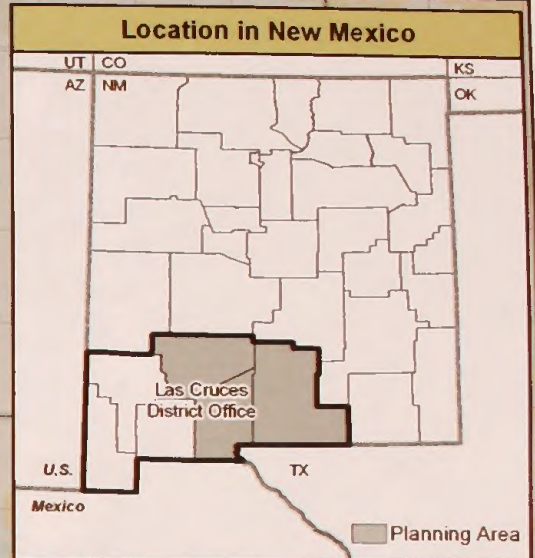 Location in New Mexico
UT CO
KS
AZ NM
OK
Las Cruces
District Office
U.S.
TX
Mexico
Planning Area